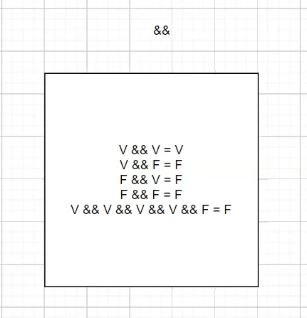 &&
V && V = V
V && F = F
F && V = F
F && F = F
V && V && V && V && F = F